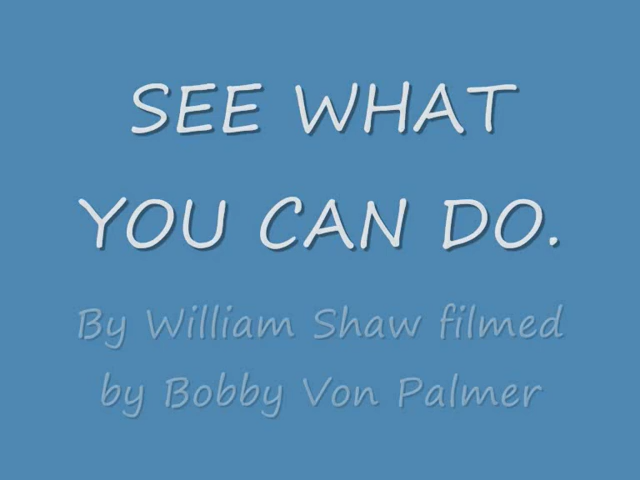 SEE WHAT
YOU CAN DO.
By William Shaw filmed
by Bobby Von Palmer